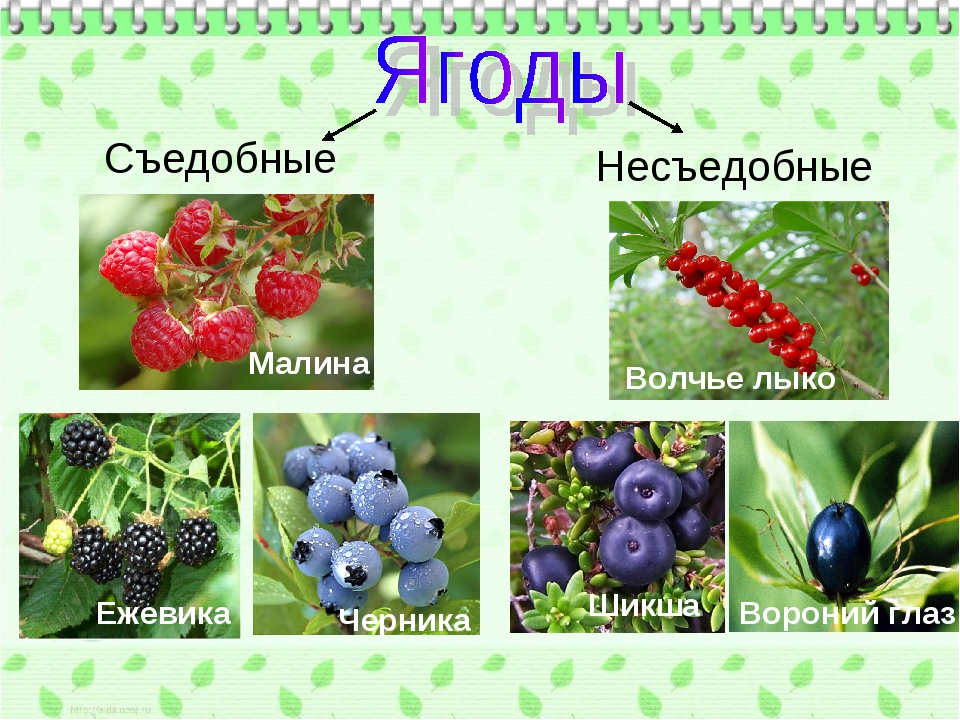 Ягоды
Съедобные
Несъедобные
Малина
Волчье лыко
Ежевика
Черника
Шикша
Вороний глаз